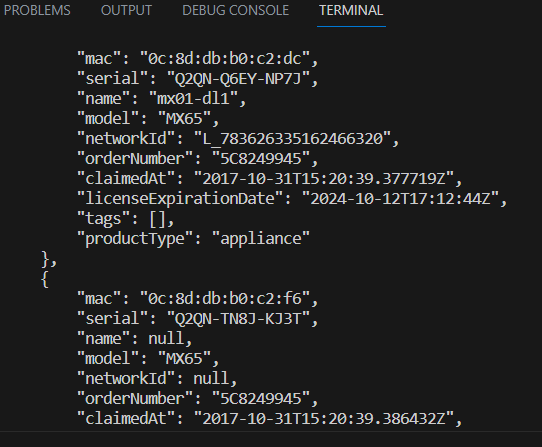 PROBLEMS OUTPUT DEBUG CONSOLE TERMINAL
"mac": "0c:8d:db:b0:c2:dc",
"serial": "Q2QN-Q6EY-NP7J",
"name": "mx01-dl1",
"model": "MX65",
"networkId": "L_783626335162466320",
"orderNumber": "5C8249945",
"claimedAt": "2017-10-31T15:20:39.377719Z",
"licenseExpirationDate": "2024-10-12T17:12:44Z",
"tags": [],
"productType": "appliance"
},
{
"mac": "0c:8d:db:b0:c2:f6",
"serial": "Q2QN-TN8J-KJ3T",
"name": null,
"model": "MX65",
"networkId": null,
"orderNumber": "5C8249945",
"claimedAt": "2017-10-31T15:20:39.386432Z",